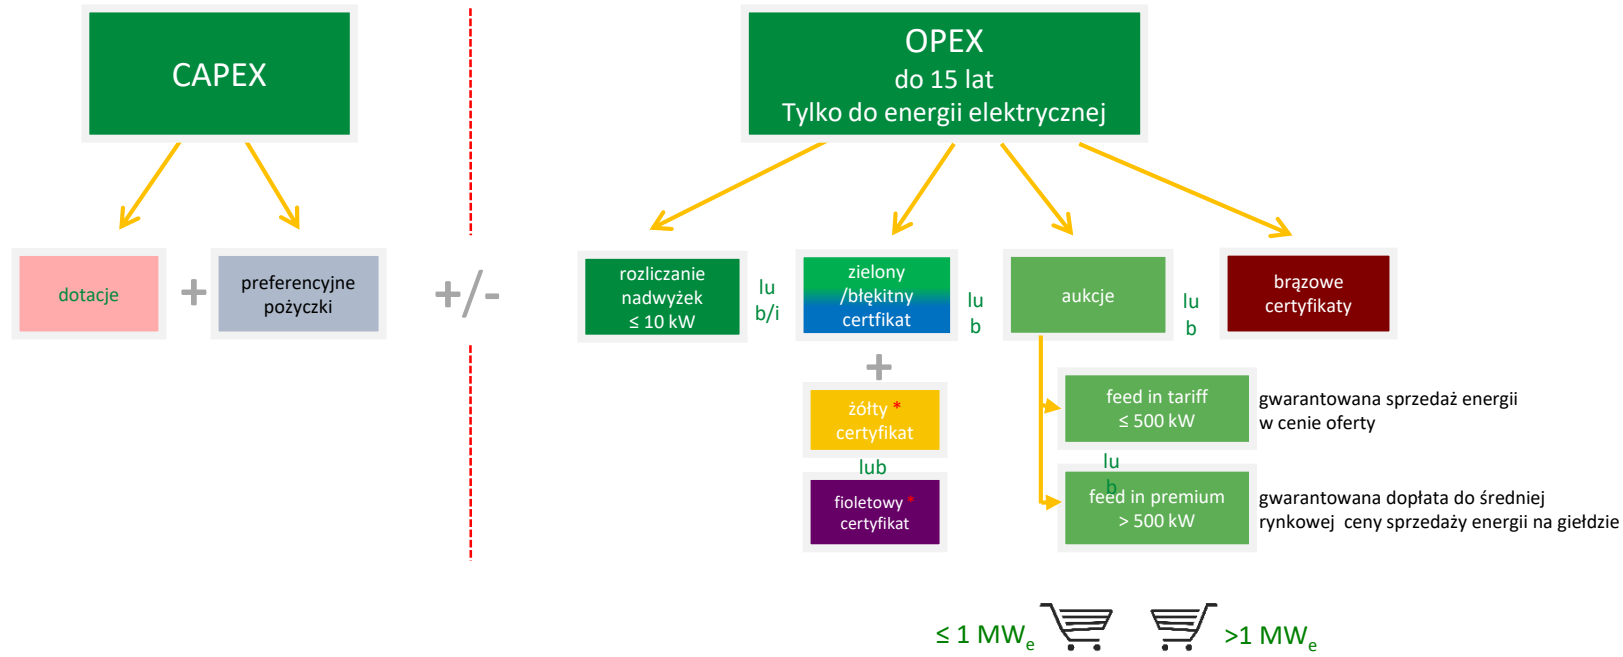 CAPEX
OPEX
do 15 lat
Tylko do energii elektrycznej
dotacje
+
preferencyjne
pożyczki
+/-
rozliczanie
nadwyżek
≤ 10 kW
lu
b/i
zielony
/błękitny
certfikat
lu
b
aukcje
lu
b
brązowe
certyfikaty
+
żółty *
certyfikat
lub
fioletowy *
certyfikat
feed in tariff
≤ 500 kW
gwarantowana sprzedaż energii
w cenie oferty
lu
b
feed in premium
> 500 kW
gwarantowana dopłata do średniej
rynkowej ceny sprzedaży energii na giełdzie
≤ 1 MWe
>1 MWe